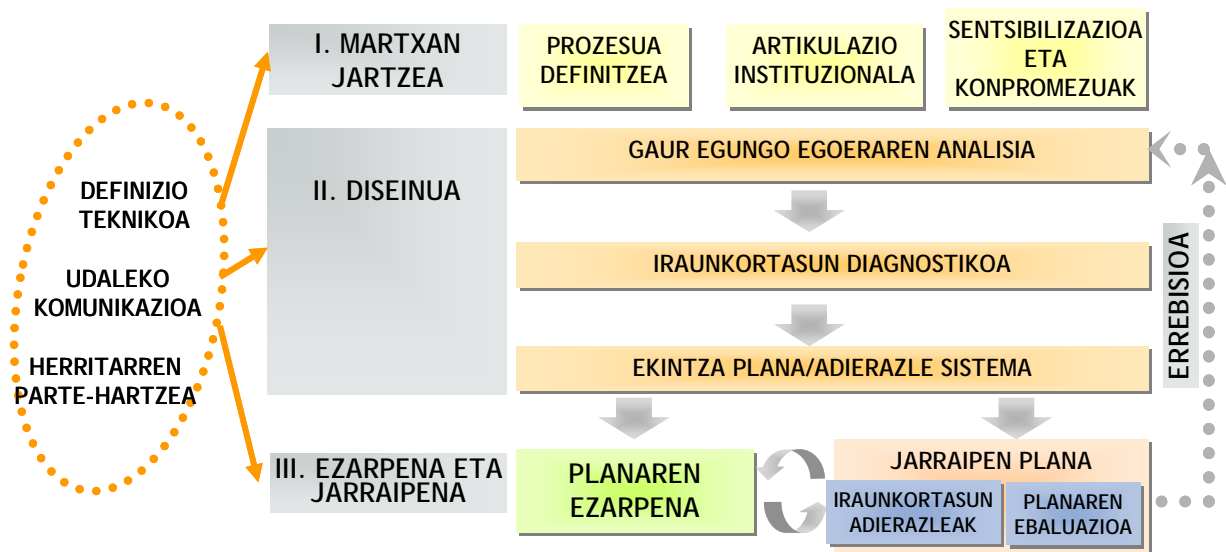 I. MARTXAN
JARTZEA
PROZESUA
DEFINITZEA
ARTIKULAZIO
INSTITUZIONALA
SENTSIBILIZAZIOA
ETA
KONPROMEZUAK
DEFINIZIO
TEKNIKOA
UDALEKO
KOMUNIKAZIOA
HERRITARREN
PARTE-HARTZEA
II. DISEINUA
GAUR EGUNGO EGOERAREN ANALISIA
IRAUNKORTASUN DIAGNOSTIKOA
EKINTZA PLANA/ADIERAZLE SISTEMA
ERREBISIOA
III. EZARPENA ETA
JARRAIPENA
PLANAREN
EZARPENA
JARRAIPEN PLANA
IRAUNKORTASUN
ADIERAZLEAK
PLANAREN
EBALUAZIOA